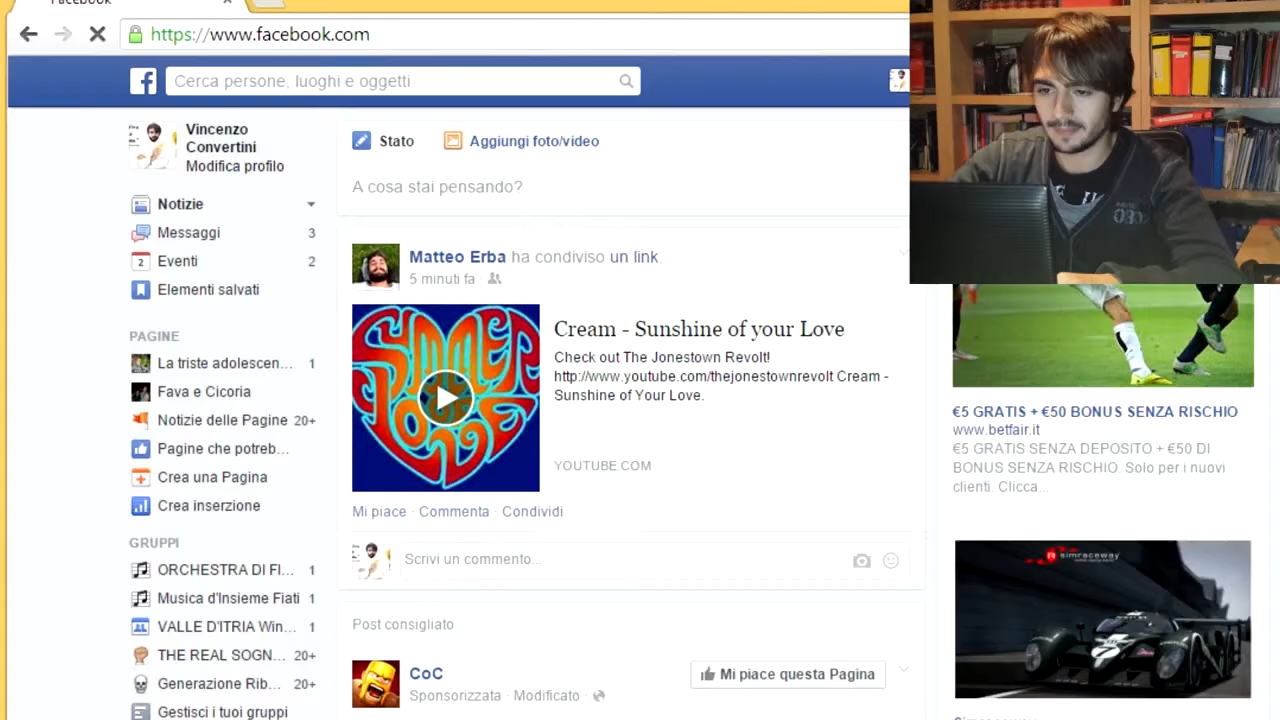 Facebook
https://www.facebook.com
Cerca persone, luoghi e oggetti
Vincenzo
Convertini
Modifica profilo
Notizie
Messaggi 3
Eventi 2
Elementi salvati
PAGINE
La triste adolescen... 1
Fava e Cicoria
Notizie delle Pagine 20+
Pagine che potreb...
Crea una Pagina
Crea inserzione
GRUPPI
ORCHESTRA DI FI... 1
Musica d'Insieme Fiati 1
VALLE D'ITRIA Win... 1
THE REAL SOGN... 20+
Generazione Rib... 20+
Gestisci i tuoi gruppi
Stato Aggiungi foto/video
A cosa stai pensando?
Matteo Erba ha condiviso un link.
5 minuti fa
SUMMER
LOVE
Cream - Sunshine of your Love
Check out The Jonestown Revolt!
http://www.youtube.com/thejonestownrevolt Cream -
Sunshine of Your Love.
YOUTUBE.COM
Mi piace · Commenta · Condividi
Scrivi un commento...
Post consigliato
CoC
Sponsorizzata · Modificato ·
Mi piace questa Pagina
€5 GRATIS + €50 BONUS SENZA RISCHIO
www.betfair.it
€5 GRATIS SENZA DEPOSITO + €50 DI
BONUS SENZA RISCHIO. Solo per i nuovi
clienti. Clicca...
simraceway
7